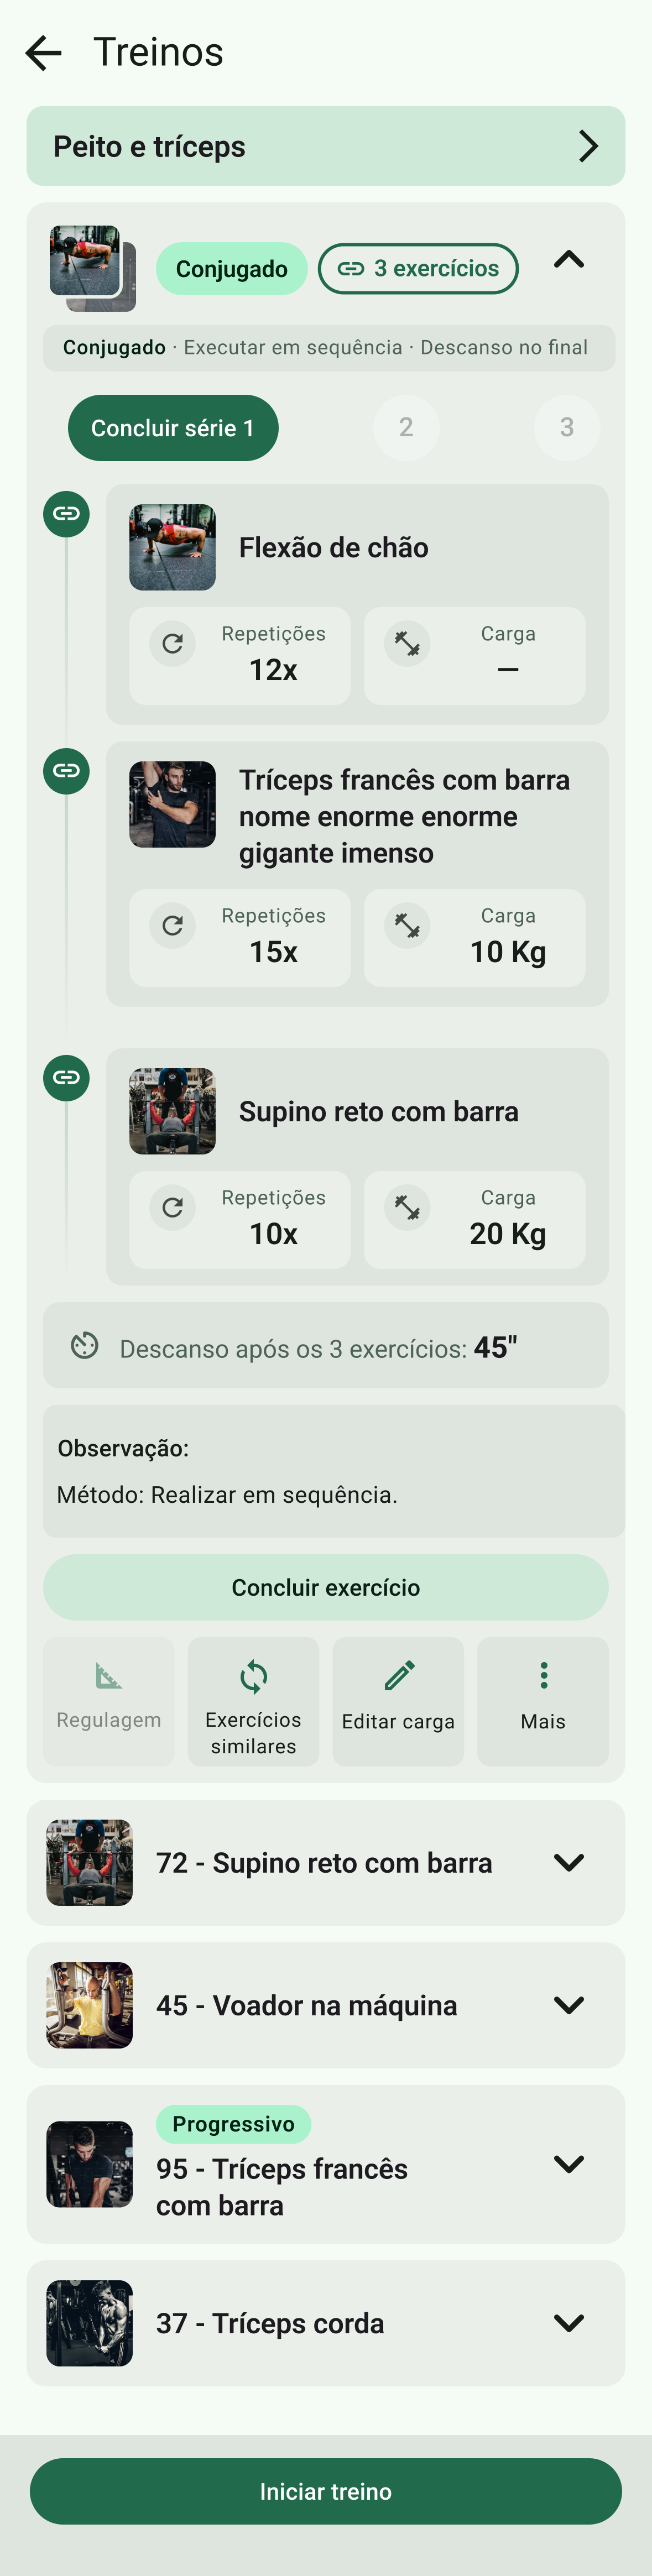 Treinos
Peito e tríceps
Conjugado
3 exercícios
Conjugado · Executar em sequência · Descanso no final
Concluir série 1
2
3
Flexão de chão
Repetições
12x
Carga
—
Tríceps francês com barra
nome enorme enorme
gigante imenso
Repetições
15x
Carga
10 Kg
Supino reto com barra
Repetições
10x
Carga
20 Kg
Descanso após os 3 exercícios: 45"
Observação:
Método: Realizar em sequência.
Concluir exercício
Regulagem
Exercícios
similares
Editar carga
Mais
72 - Supino reto com barra
45 - Voador na máquina
Progressivo
95 - Tríceps francês
com barra
37 - Tríceps corda
Iniciar treino